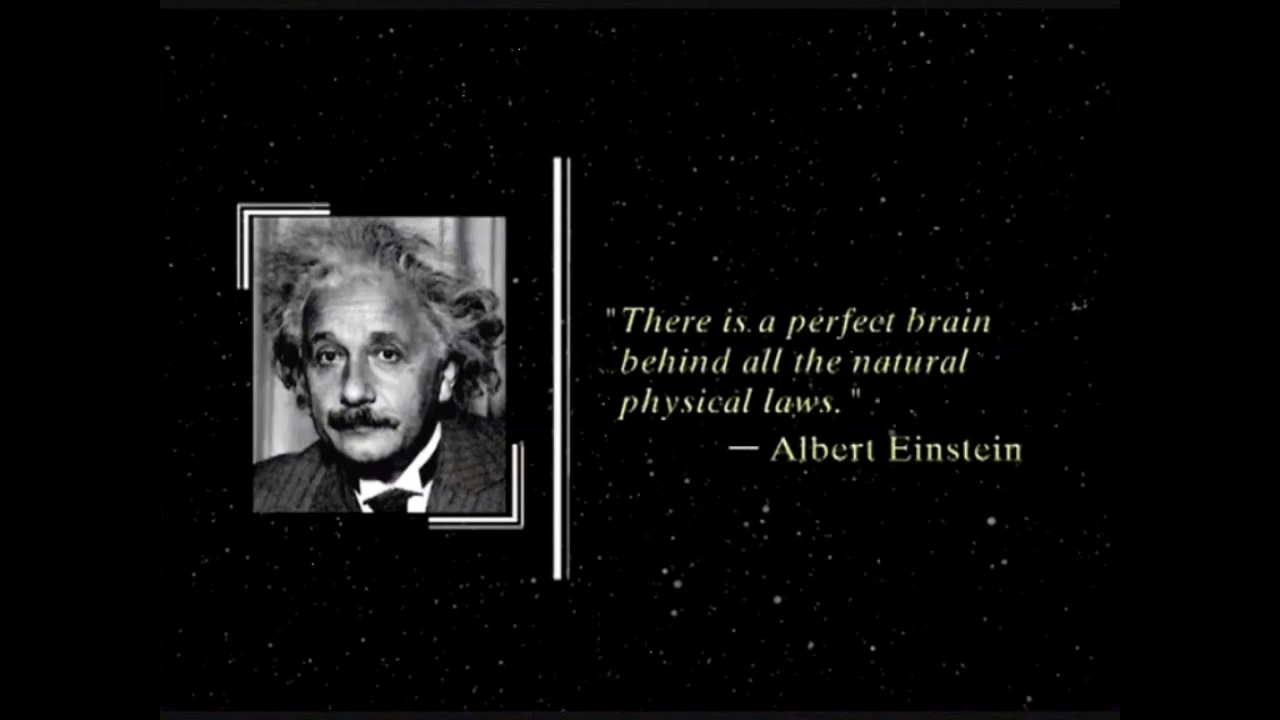 "There is a perfect brain
behind all the natural
physical laws."
— Albert Einstein